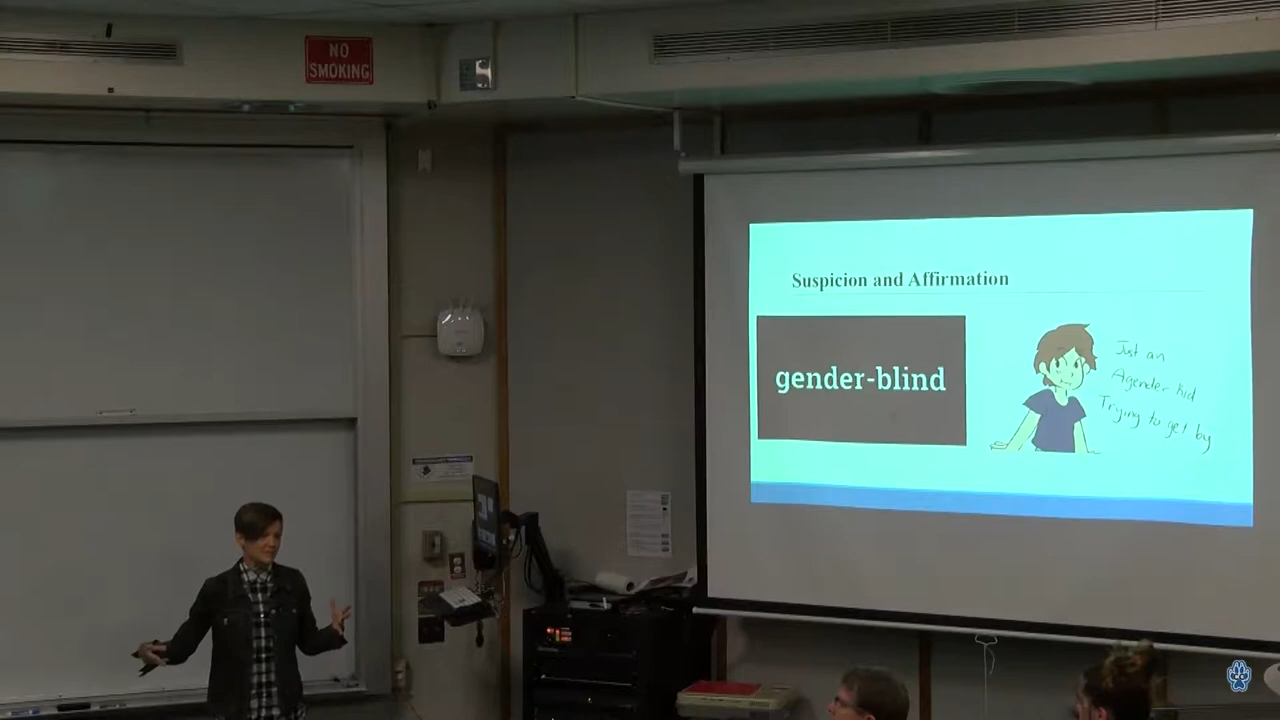 NO
SMOKING
Suspicion and Affirmation
gender-blind
Just an
Agender kid
Trying to get by